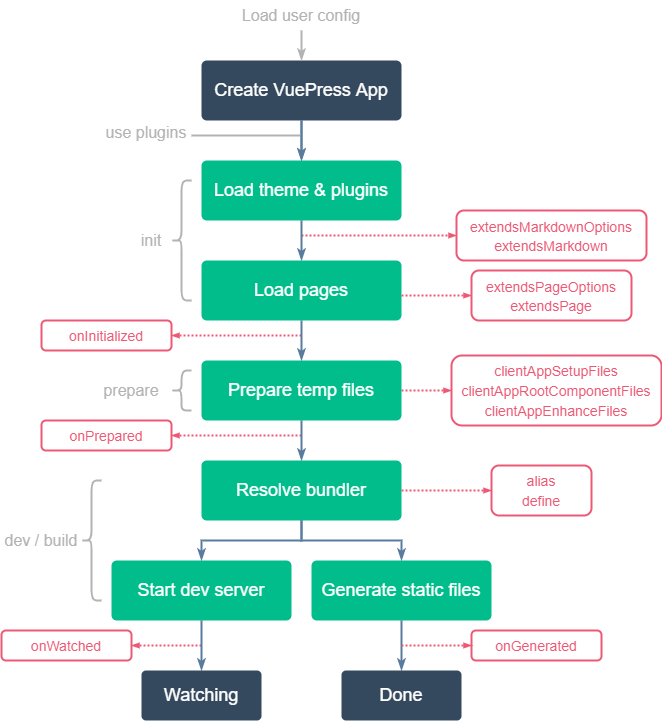 Load user config
Create VuePress App
use plugins
Load theme & plugins
init
extendsMarkdownOptions
extendsMarkdown
Load pages
extendsPageOptions
extendsPage
onInitialized
prepare
Prepare temp files
clientAppSetupFiles
clientAppRootComponentFiles
clientAppEnhanceFiles
onPrepared
Resolve bundler
alias
define
dev / build
Start dev server
Generate static files
onWatched
onGenerated
Watching
Done